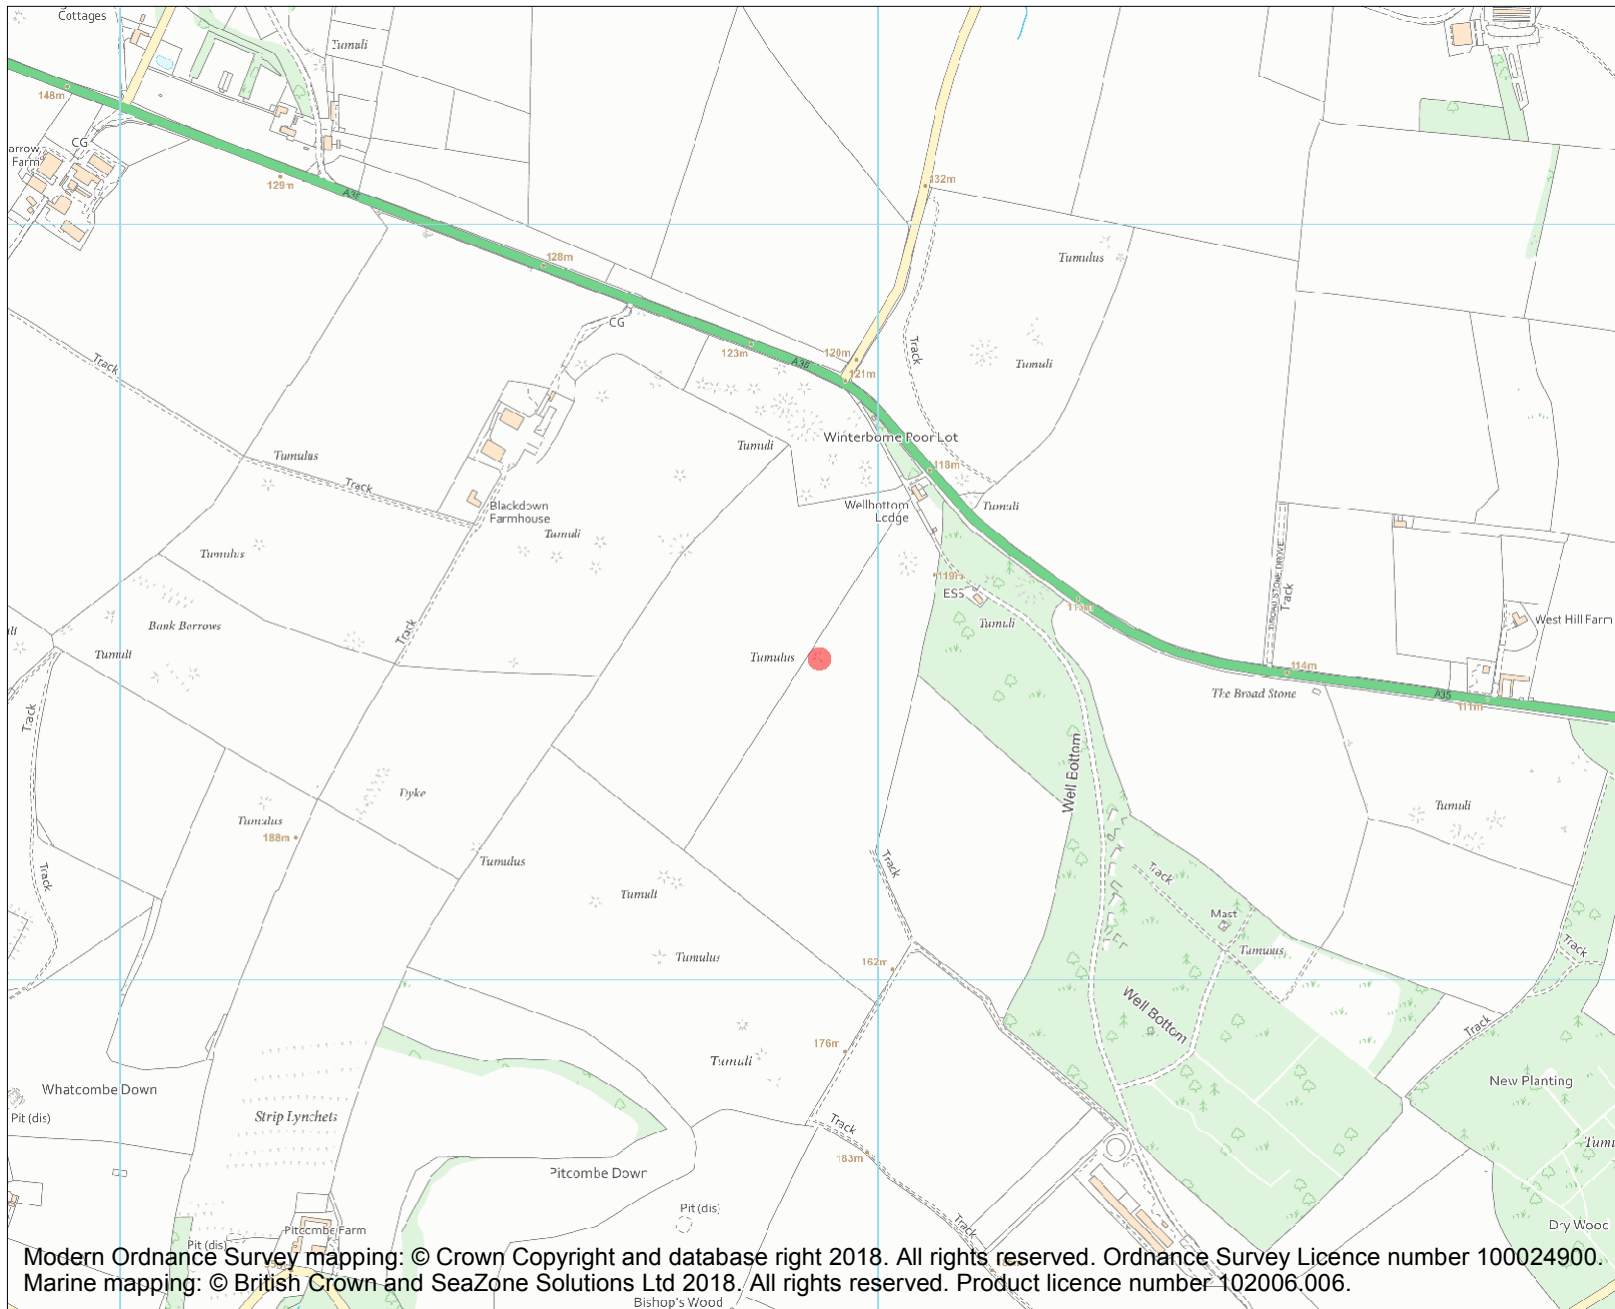 Cottages
Tumuli
148m
CG
arrow
Farm
129m
132m
128m
Tumulus
CG
Track
123m
A35
120m
121m
Track
Tumuli
Winterborne Poor Lot
Tumuli
118m
Tumulus
Track
Blackdown
Farmhouse
Wellbottom
Lodge
Tumuli
Tumuli
Tumulus
119m
ESS
Tumuli
BROAD STONE DROVE
Track
West Hill Farm
Bank Barrows
Track
Tumuli
Tumulus
114m
The Broad Stone
A35
111m
Track
Well Bottom
Dyke
Tumulus
188m
Tumuli
Tumulus
Track
Track
Track
Tumuli
Mast
Tumulus
Tumulus
162m
Track
Well Bottom
Track
176m
Tumuli
Whatcombe Down
New Planting
Pit (dis)
Strip Lynchets
Track
183m
Tumu
Pitcombe Down
Pit (dis)
Track
Dry Wood
Pitcombe Farm
Pit (dis)
Modern Ordnance Survey mapping: © Crown Copyright and database right 2018. All rights reserved. Ordnance Survey Licence number 100024900.
Marine mapping: © British Crown and SeaZone Solutions Ltd 2018. All rights reserved. Product licence number 102006.006.
Bishop's Wood